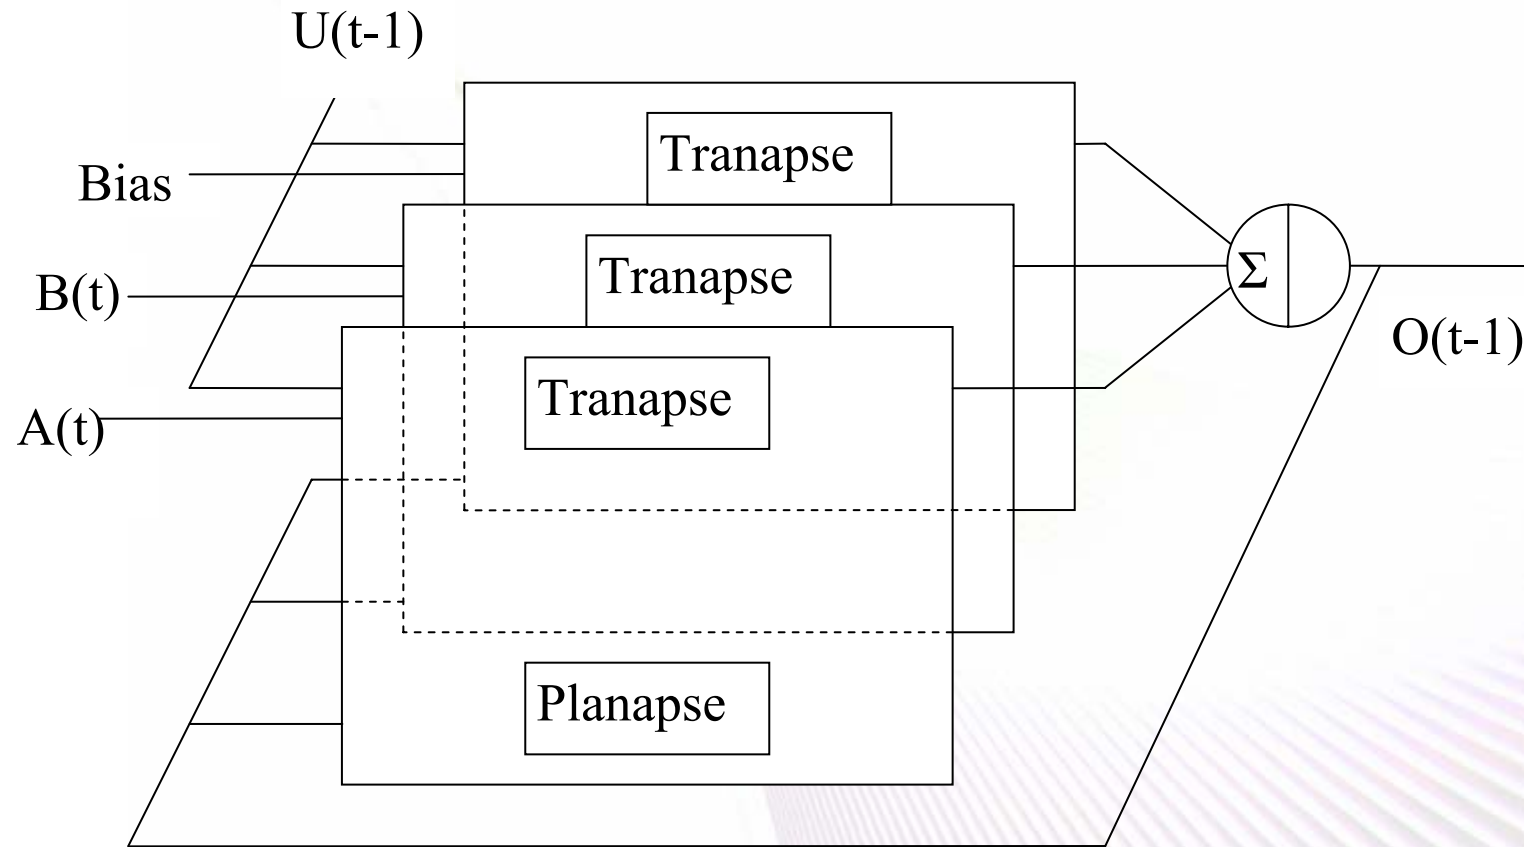 U(t-1)
Tranapse
Bias
Tranapse
B(t)
Σ
O(t-1)
Tranapse
A(t)
Planapse